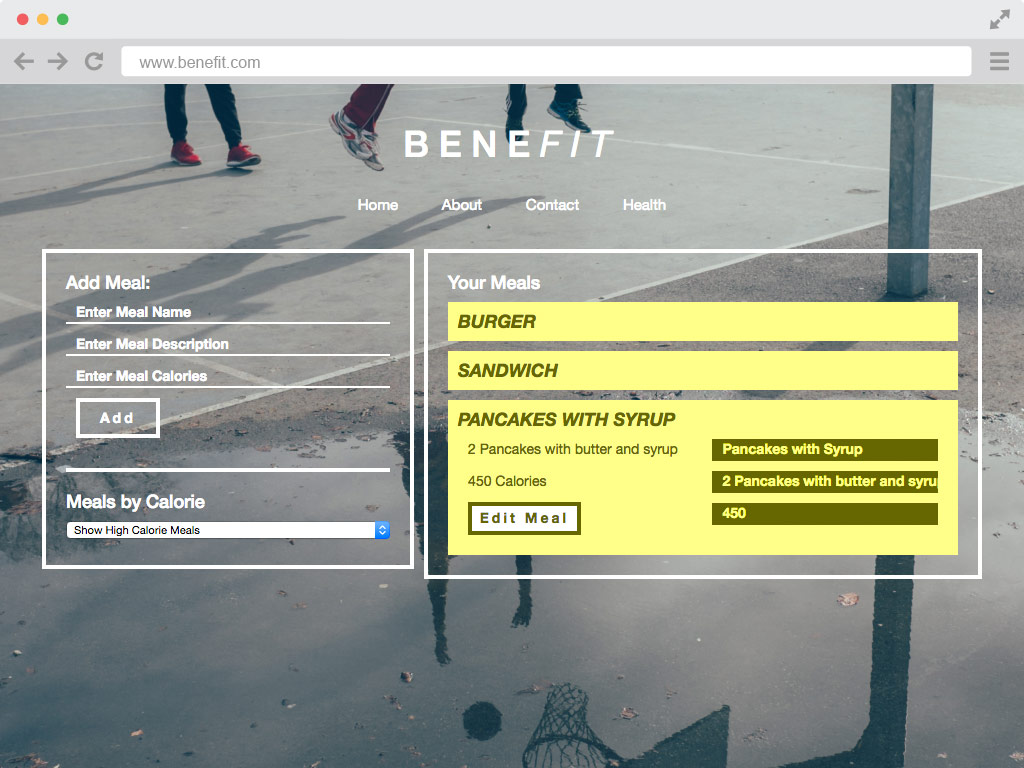 www.benefit.com
BENEFIT
Home About Contact Health
Add Meal:
Enter Meal Name
Enter Meal Description
Enter Meal Calories
Add
Meals by Calorie
Show High Calorie Meals
Your Meals
BURGER
SANDWICH
PANCAKES WITH SYRUP
2 Pancakes with butter and syrup
450 Calories
Edit Meal
Pancakes with Syrup
2 Pancakes with butter and syru
450